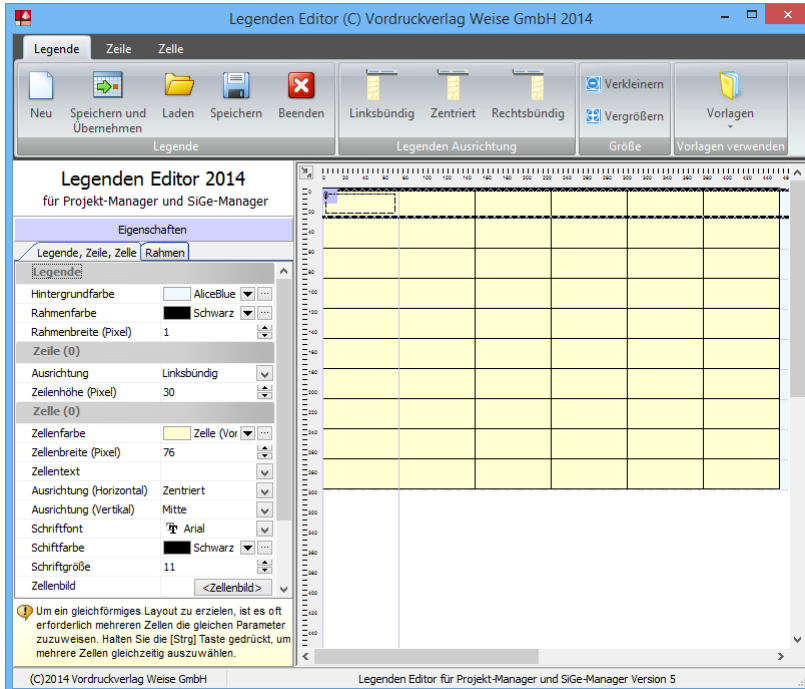 Legenden Editor (C) Vordruckverlag Weise GmbH 2014
Legende Zeile Zelle
Neu Speichern und Übernehmen Laden Speichern Beenden
Linksbündig Zentriert Rechtsbündig
Verkleinern
Vergrößern
Vorlagen
Legende Legenden Ausrichtung Größe Vorlagen verwenden
Legenden Editor 2014
für Projekt-Manager und SiGe-Manager
Eigenschaften
Legende, Zeile, Zelle Rahmen
Legende
Hintergrundfarbe AliceBlue
Rahmenfarbe Schwarz
Rahmenbreite (Pixel) 1
Zeile (0)
Ausrichtung Linksbündig
Zeilenhöhe (Pixel) 30
Zelle (0)
Zellenfarbe Zelle (Vor
Zellenbreite (Pixel) 76
Zellentext
Ausrichtung (Horizontal) Zentriert
Ausrichtung (Vertikal) Mitte
Schriftfont Arial
Schiftfarbe Schwarz
Schriftgröße 11
Zellenbild <Zellenbild>
Um ein gleichförmiges Layout zu erzielen, ist es oft
erforderlich mehreren Zellen die gleichen Parameter
zuzuweisen. Halten Sie die [Strg] Taste gedrückt, um
mehrere Zellen gleichzeitig auszuwählen.
(C)2014 Vordruckverlag Weise GmbH Legenden Editor für Projekt-Manager und SiGe-Manager Version 5